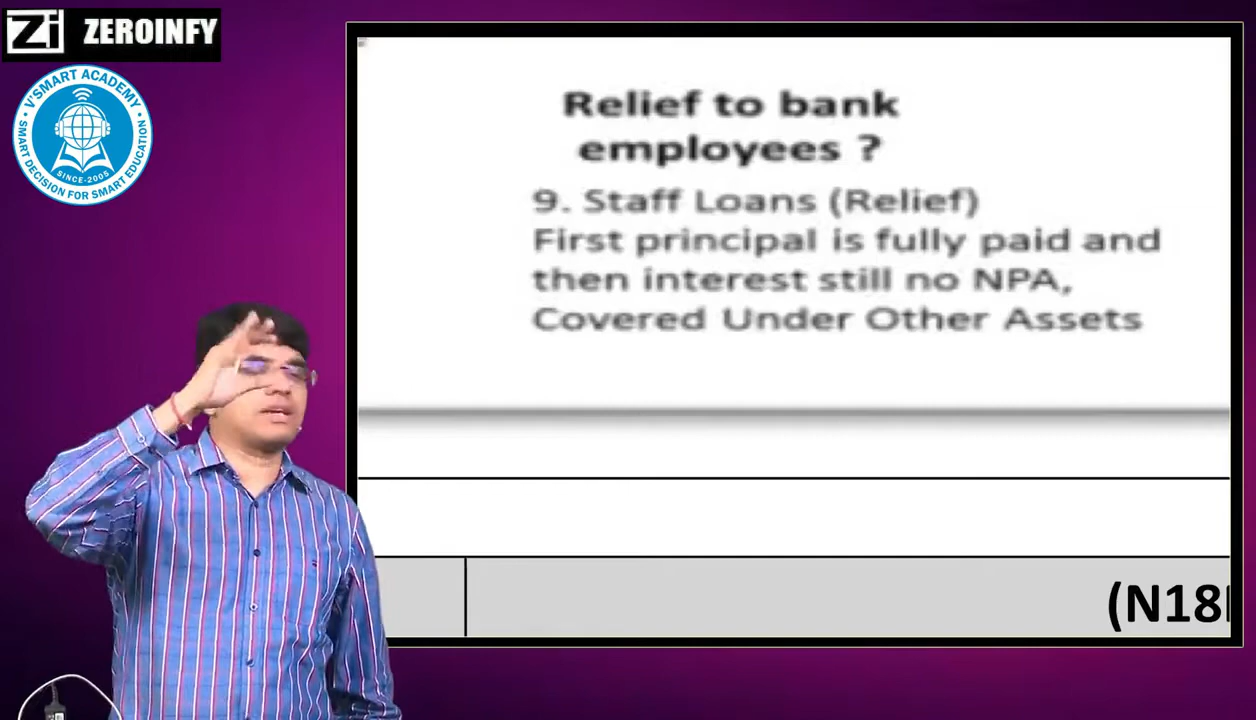 Zi ZEROINFY
V'SMART ACADEMY
SMART DECISION FOR SMART EDUCATION
SINCE-2005
Relief to bank
employees ?
9. Staff Loans (Relief)
First principal is fully paid and
then interest still no NPA,
Covered Under Other Assets
(N18